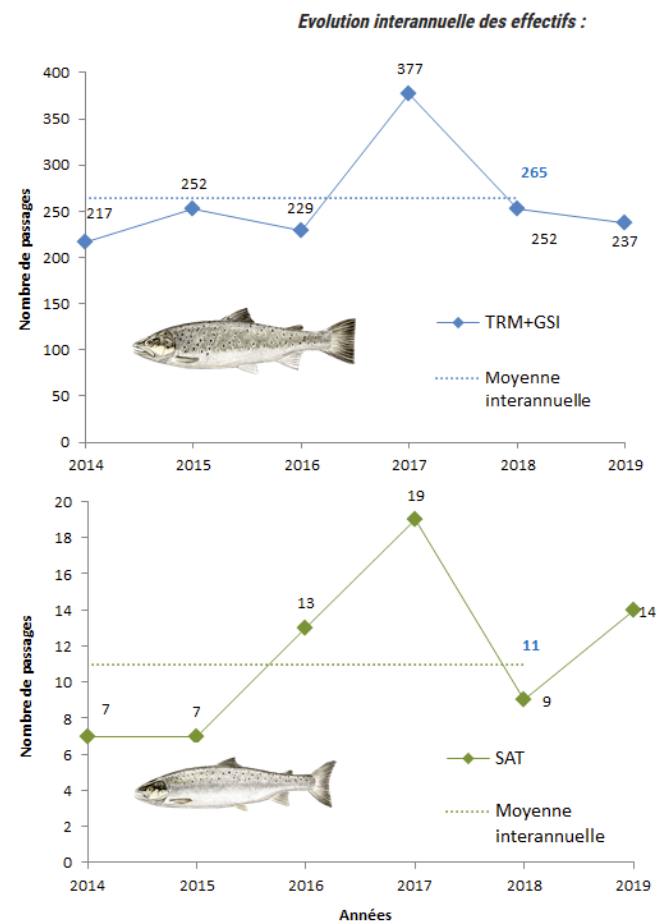 Evolution interannuelle des effectifs :
Nombre de passages
400
350
300
250
200
150
100
50
0
217
252
229
377
265
252
237
TRM+GSI
Moyenne
interannuelle
2014 2015 2016 2017 2018 2019
Nombre de passages
20
18
16
14
12
10
8
6
4
2
0
7
7
13
19
11
9
14
SAT
Moyenne
interannuelle
2014 2015 2016 2017 2018 2019
Années